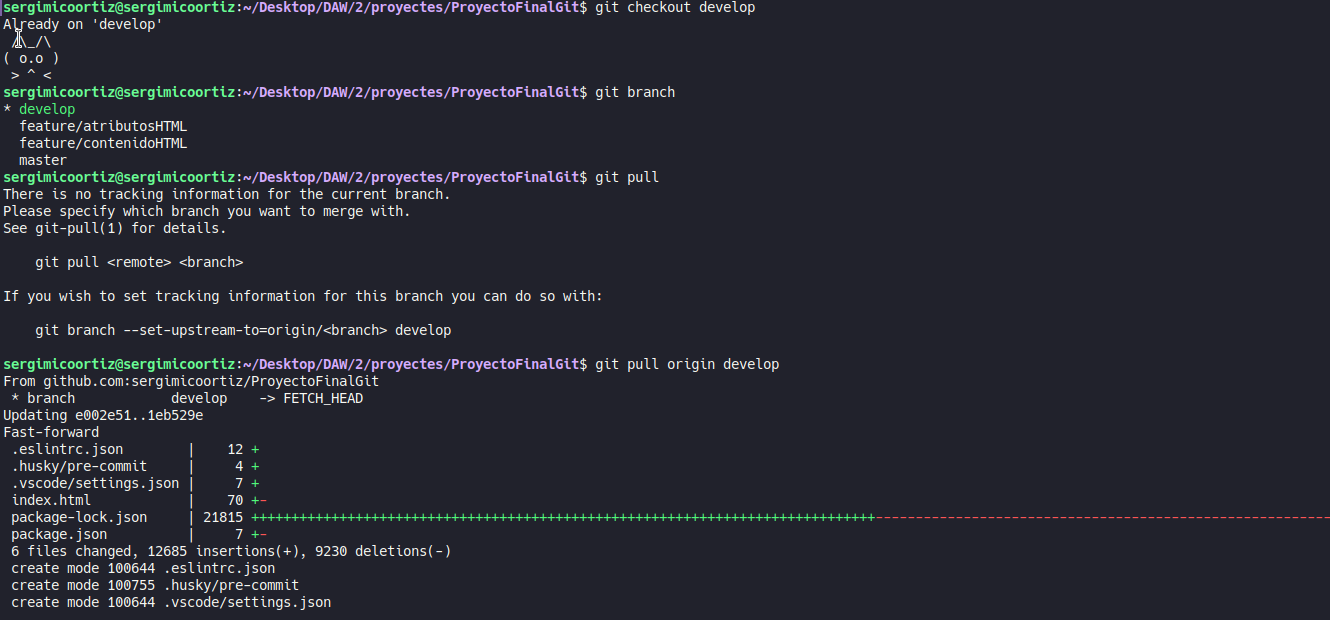 sergimicoortiz@sergimicoortiz:~/Desktop/DAW/2/proyectes/ProyectoFinalGit$ git checkout develop
Already on 'develop'
 /\_/\
( o.o )
 > ^ <
sergimicoortiz@sergimicoortiz:~/Desktop/DAW/2/proyectes/ProyectoFinalGit$ git branch
* develop
  feature/atributosHTML
  feature/contenidoHTML
  master
sergimicoortiz@sergimicoortiz:~/Desktop/DAW/2/proyectes/ProyectoFinalGit$ git pull
There is no tracking information for the current branch.
Please specify which branch you want to merge with.
See git-pull(1) for details.

    git pull <remote> <branch>

If you wish to set tracking information for this branch you can do so with:

    git branch --set-upstream-to=origin/<branch> develop

sergimicoortiz@sergimicoortiz:~/Desktop/DAW/2/proyectes/ProyectoFinalGit$ git pull origin develop
From github.com:sergimicoortiz/ProyectoFinalGit
 * branch            develop    -> FETCH_HEAD
Updating e002e51..1eb529e
Fast-forward
 .eslintrc.json        |    12 +
 .husky/pre-commit     |     4 +
 .vscode/settings.json |     7 +
 index.html            |    70 +-
 package-lock.json     | 21815 ++++++++++++++++++++++++++++++++++++++++++++++++++++++++++++++++++++++++++++++---------------------------------------------------------
 package.json          |     7 +-
 6 files changed, 12685 insertions(+), 9230 deletions(-)
 create mode 100644 .eslintrc.json
 create mode 100755 .husky/pre-commit
 create mode 100644 .vscode/settings.json